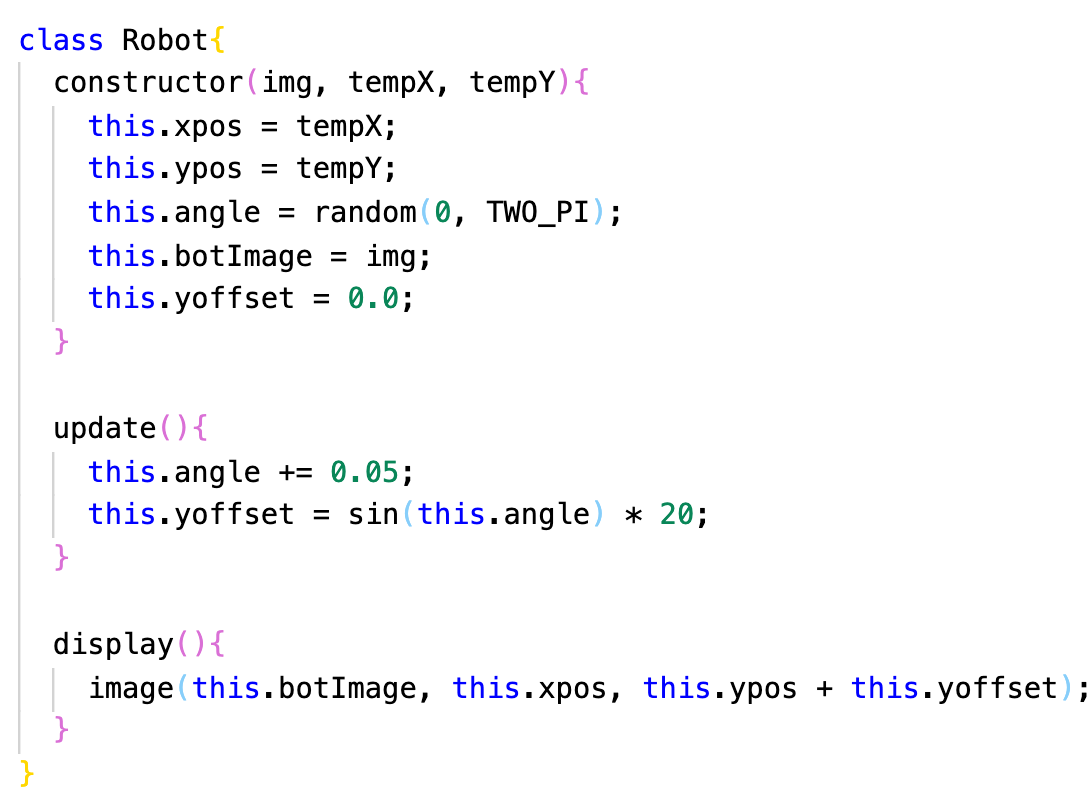 class Robot{
  constructor(img, tempX, tempY){
    this.xpos = tempX;
    this.ypos = tempY;
    this.angle = random(0, TWO_PI);
    this.botImage = img;
    this.yoffset = 0.0;
  }

  update(){
    this.angle += 0.05;
    this.yoffset = sin(this.angle) * 20;
  }

  display(){
    image(this.botImage, this.xpos, this.ypos + this.yoffset);
  }
}